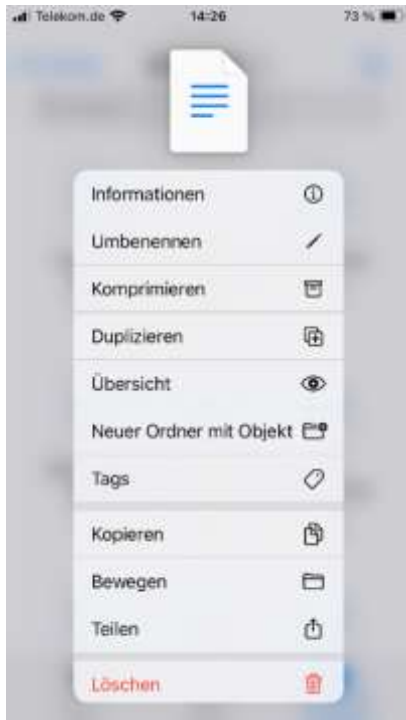 Telekom.de 14:26 73 %
Informationen
Umbenennen
Komprimieren
Duplizieren
Übersicht
Neuer Ordner mit Objekt
Tags
Kopieren
Bewegen
Teilen
Löschen